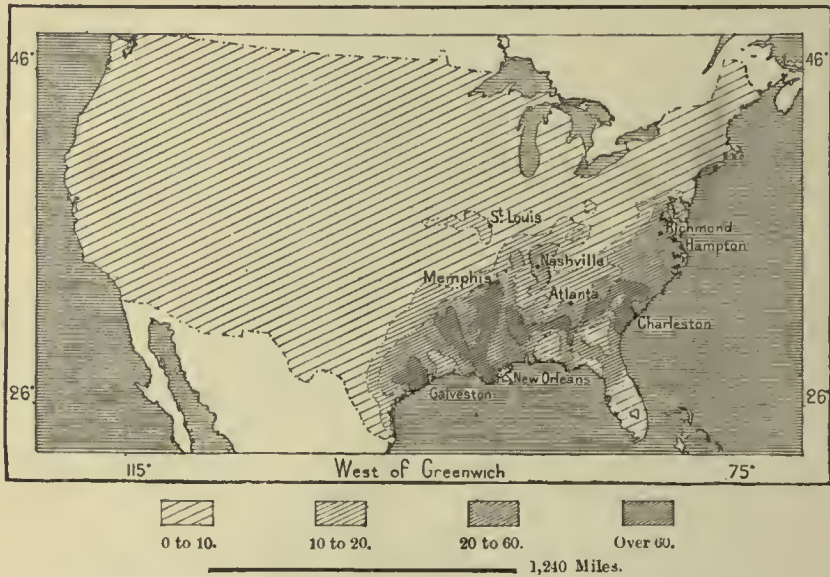 46°
46°
St. Louis
Richmond
Hampton
Nashville
Memphis
Atlanta
Charleston
New Orleans
Galveston
26°
26°
115°
West of Greenwich
75°
0 to 10.
10 to 20.
20 to 60.
Over 60.
1,240 Miles.